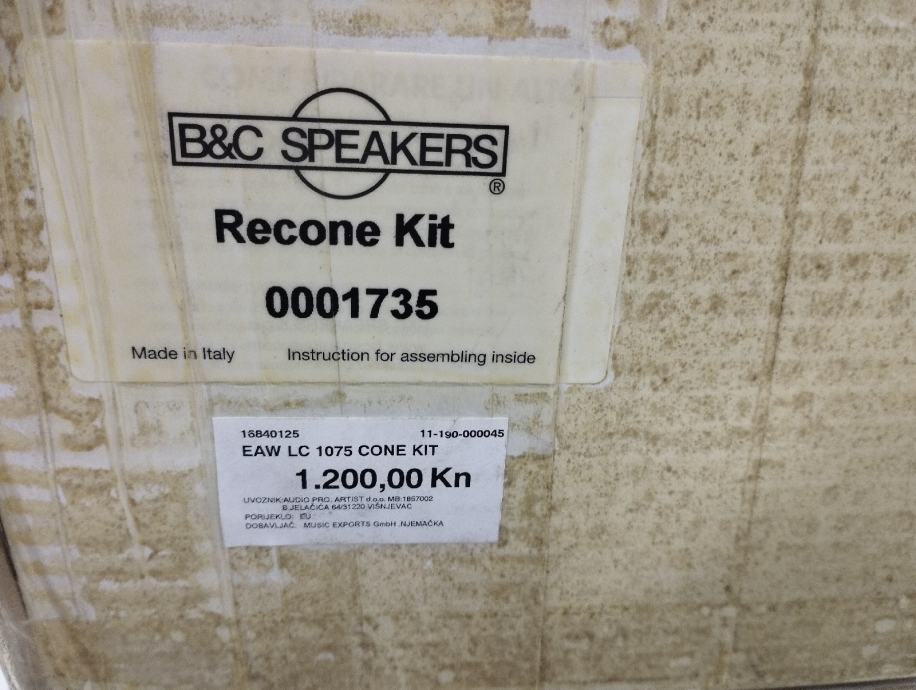 B&C SPEAKERS
®
Recone Kit
0001735
Made in Italy Instruction for assembling inside
16840125 11-190-000045
EAW LC 1075 CONE KIT
1.200,00 Kn
UVOZNIK:AUDIO PRO. ARTIST d.o.o. MB:1857002
B.JELAČIĆA 64/31220 VIŠNJEVAC
PORIJEKLO: EU
DOBAVLJAČ: MUSIC EXPORTS GmbH .NJEMAČKA